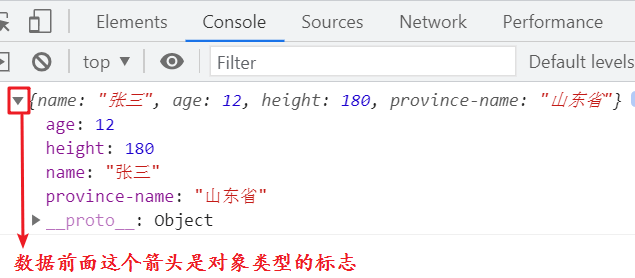 Elements Console Sources Network Performance
top Filter Default levels
{name: "张三", age: 12, height: 180, province-name: "山东省"}
age: 12
height: 180
name: "张三"
province-name: "山东省"
__proto__: Object
数据前面这个箭头是对象类型的标志